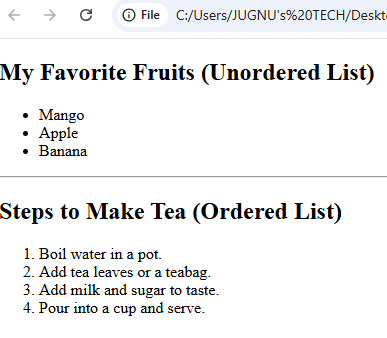 File C:/Users/JUGNU's%20TECH/Deskt
My Favorite Fruits (Unordered List)
• Mango
• Apple
• Banana
Steps to Make Tea (Ordered List)
1. Boil water in a pot.
2. Add tea leaves or a teabag.
3. Add milk and sugar to taste.
4. Pour into a cup and serve.